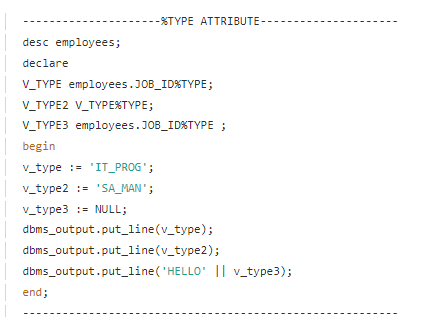 ---------------------%TYPE ATTRIBUTE---------------------
desc employees;
declare
V_TYPE employees.JOB_ID%TYPE;
V_TYPE2 V_TYPE%TYPE;
V_TYPE3 employees.JOB_ID%TYPE ;
begin
v_type := 'IT_PROG';
v_type2 := 'SA_MAN';
v_type3 := NULL;
dbms_output.put_line(v_type);
dbms_output.put_line(v_type2);
dbms_output.put_line('HELLO' || v_type3);
end;
---------------------------------------------------------